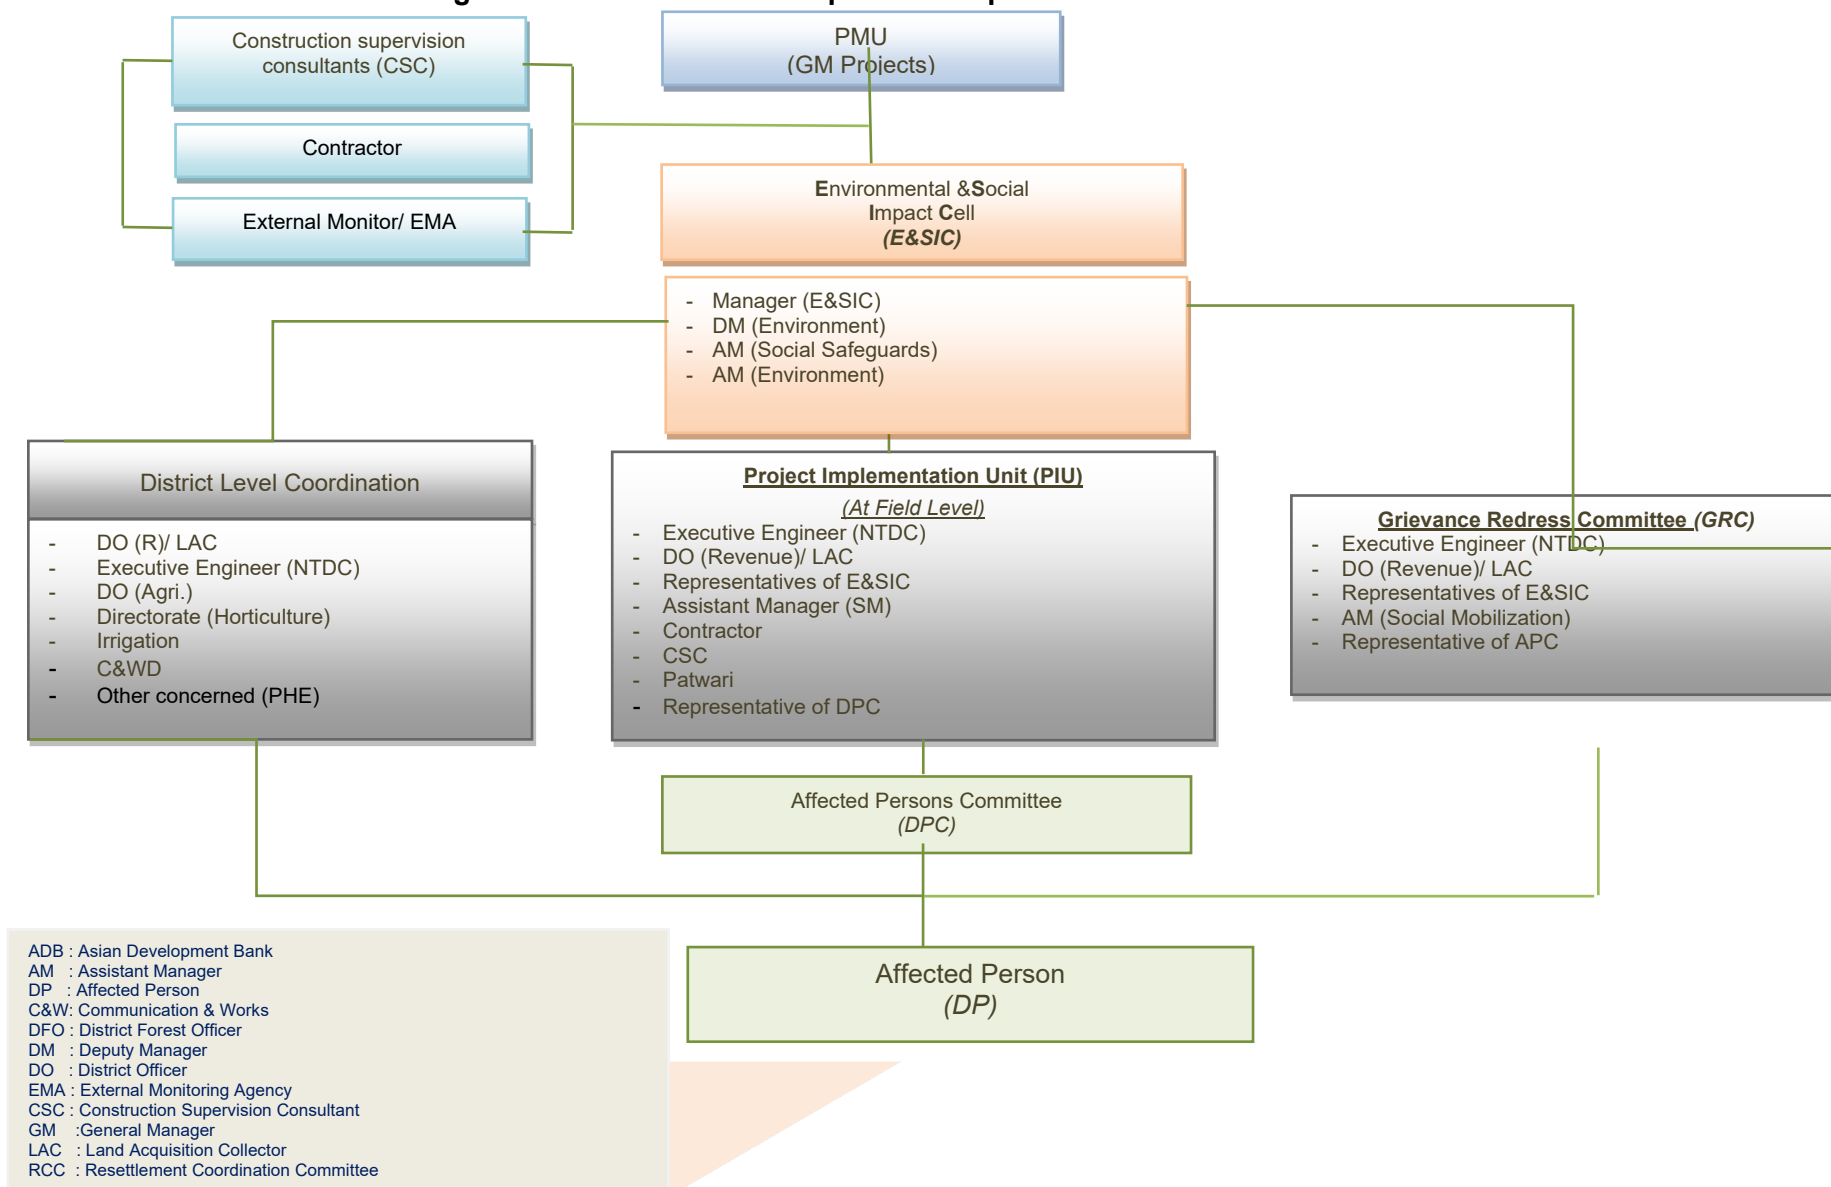 Construction supervision
consultants (CSC)
PMU
(GM Projects)
Contractor
External Monitor/ EMA
Environmental &Social
Impact Cell
(E&SIC)
- Manager (E&SIC)
- DM (Environment)
- AM (Social Safeguards)
- AM (Environment)
District Level Coordination
- DO (R)/ LAC
- Executive Engineer (NTDC)
- DO (Agri.)
- Directorate (Horticulture)
- Irrigation
- C&WD
- Other concerned (PHE)
Project Implementation Unit (PIU)
(At Field Level)
- Executive Engineer (NTDC)
- DO (Revenue)/ LAC
- Representatives of E&SIC
- Assistant Manager (SM)
- Contractor
- CSC
- Patwari
- Representative of DPC
Grievance Redress Committee (GRC)
- Executive Engineer (NTDC)
- DO (Revenue)/ LAC
- Representatives of E&SIC
- AM (Social Mobilization)
- Representative of APC
Affected Persons Committee
(DPC)
Affected Person
(DP)
ADB : Asian Development Bank
AM : Assistant Manager
DP : Affected Person
C&W: Communication & Works
DFO : District Forest Officer
DM : Deputy Manager
DO : District Officer
EMA : External Monitoring Agency
CSC : Construction Supervision Consultant
GM :General Manager
LAC : Land Acquisition Collector
RCC : Resettlement Coordination Committee